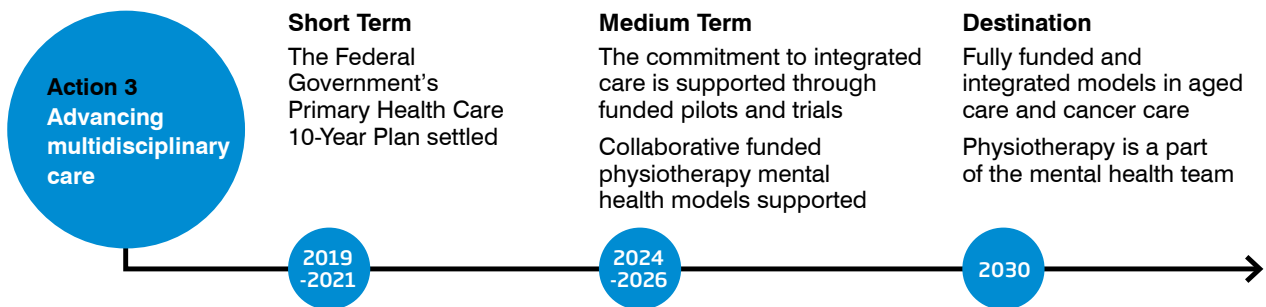 Action 3
Advancing
multidisciplinary
care
Short Term
The Federal
Government’s
Primary Health Care
10-Year Plan settled
Medium Term
The commitment to integrated
care is supported through
funded pilots and trials
Collaborative funded
physiotherapy mental
health models supported
Destination
Fully funded and
integrated models in aged
care and cancer care
Physiotherapy is a part
of the mental health team
2019
-2021
2024
-2026
2030